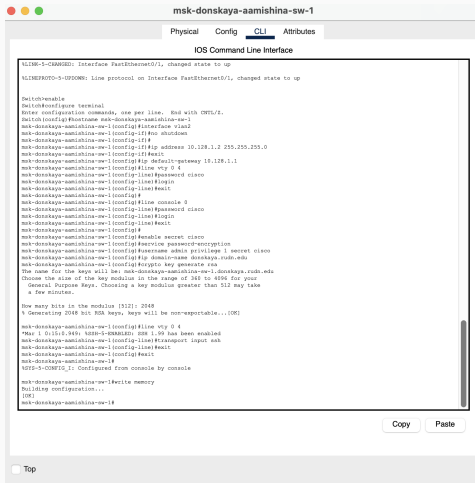 msk-donskaya-aamishina-sw-1
Physical Config CLI Attributes
IOS Command Line Interface
%LINK-5-CHANGED: Interface FastEthernet0/1, changed state to up
%LINEPROTO-5-UPDOWN: Line protocol on Interface FastEthernet0/1, changed state to up
Switch>enable
Switch#configure terminal
Enter configuration commands, one per line. End with CNTL/Z.
Switch(config)#hostname msk-donskaya-aamishina-sw-1
msk-donskaya-aamishina-sw-1(config)#interface vlan2
msk-donskaya-aamishina-sw-1(config-if)#no shutdown
msk-donskaya-aamishina-sw-1(config-if)#
msk-donskaya-aamishina-sw-1(config-if)#ip address 10.128.1.2 255.255.255.0
msk-donskaya-aamishina-sw-1(config-if)#exit
msk-donskaya-aamishina-sw-1(config)#ip default-gateway 10.128.1.1
msk-donskaya-aamishina-sw-1(config)#line vty 0 4
msk-donskaya-aamishina-sw-1(config-line)#password cisco
msk-donskaya-aamishina-sw-1(config-line)#login
msk-donskaya-aamishina-sw-1(config-line)#exit
msk-donskaya-aamishina-sw-1(config)#
msk-donskaya-aamishina-sw-1(config)#line console 0
msk-donskaya-aamishina-sw-1(config-line)#password cisco
msk-donskaya-aamishina-sw-1(config-line)#login
msk-donskaya-aamishina-sw-1(config-line)#exit
msk-donskaya-aamishina-sw-1(config)#
msk-donskaya-aamishina-sw-1(config)#enable secret cisco
msk-donskaya-aamishina-sw-1(config)#service password-encryption
msk-donskaya-aamishina-sw-1(config)#username admin privilege 1 secret cisco
msk-donskaya-aamishina-sw-1(config)#ip domain-name donskaya.rudn.edu
msk-donskaya-aamishina-sw-1(config)#crypto key generate rsa
The name for the keys will be: msk-donskaya-aamishina-sw-1.donskaya.rudn.edu
Choose the size of the key modulus in the range of 360 to 4096 for your
General Purpose Keys. Choosing a key modulus greater than 512 may take
a few minutes.
How many bits in the modulus [512]: 2048
% Generating 2048 bit RSA keys, keys will be non-exportable...[OK]
msk-donskaya-aamishina-sw-1(config)#line vty 0 4
*Mar 1 0:15:0.949: %SSH-5-ENABLED: SSH 1.99 has been enabled
msk-donskaya-aamishina-sw-1(config-line)#transport input ssh
msk-donskaya-aamishina-sw-1(config-line)#exit
msk-donskaya-aamishina-sw-1(config)#exit
msk-donskaya-aamishina-sw-1#
%SYS-5-CONFIG_I: Configured from console by console
msk-donskaya-aamishina-sw-1#write memory
Building configuration...
[OK]
msk-donskaya-aamishina-sw-1#
Copy Paste
Top